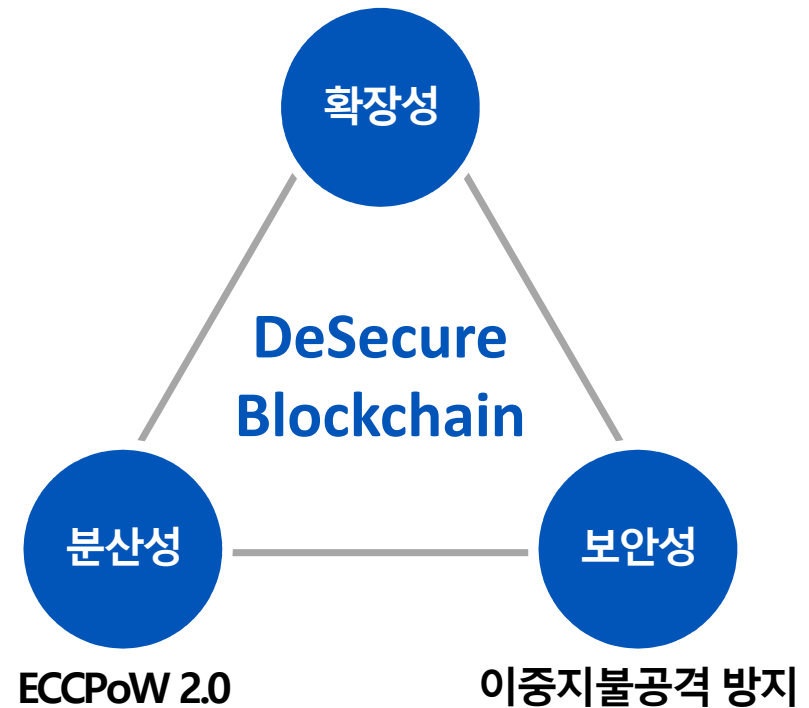 확장성
DeSecure
Blockchain
분산성
보안성
ECCPoW 2.0
이중지불공격 방지